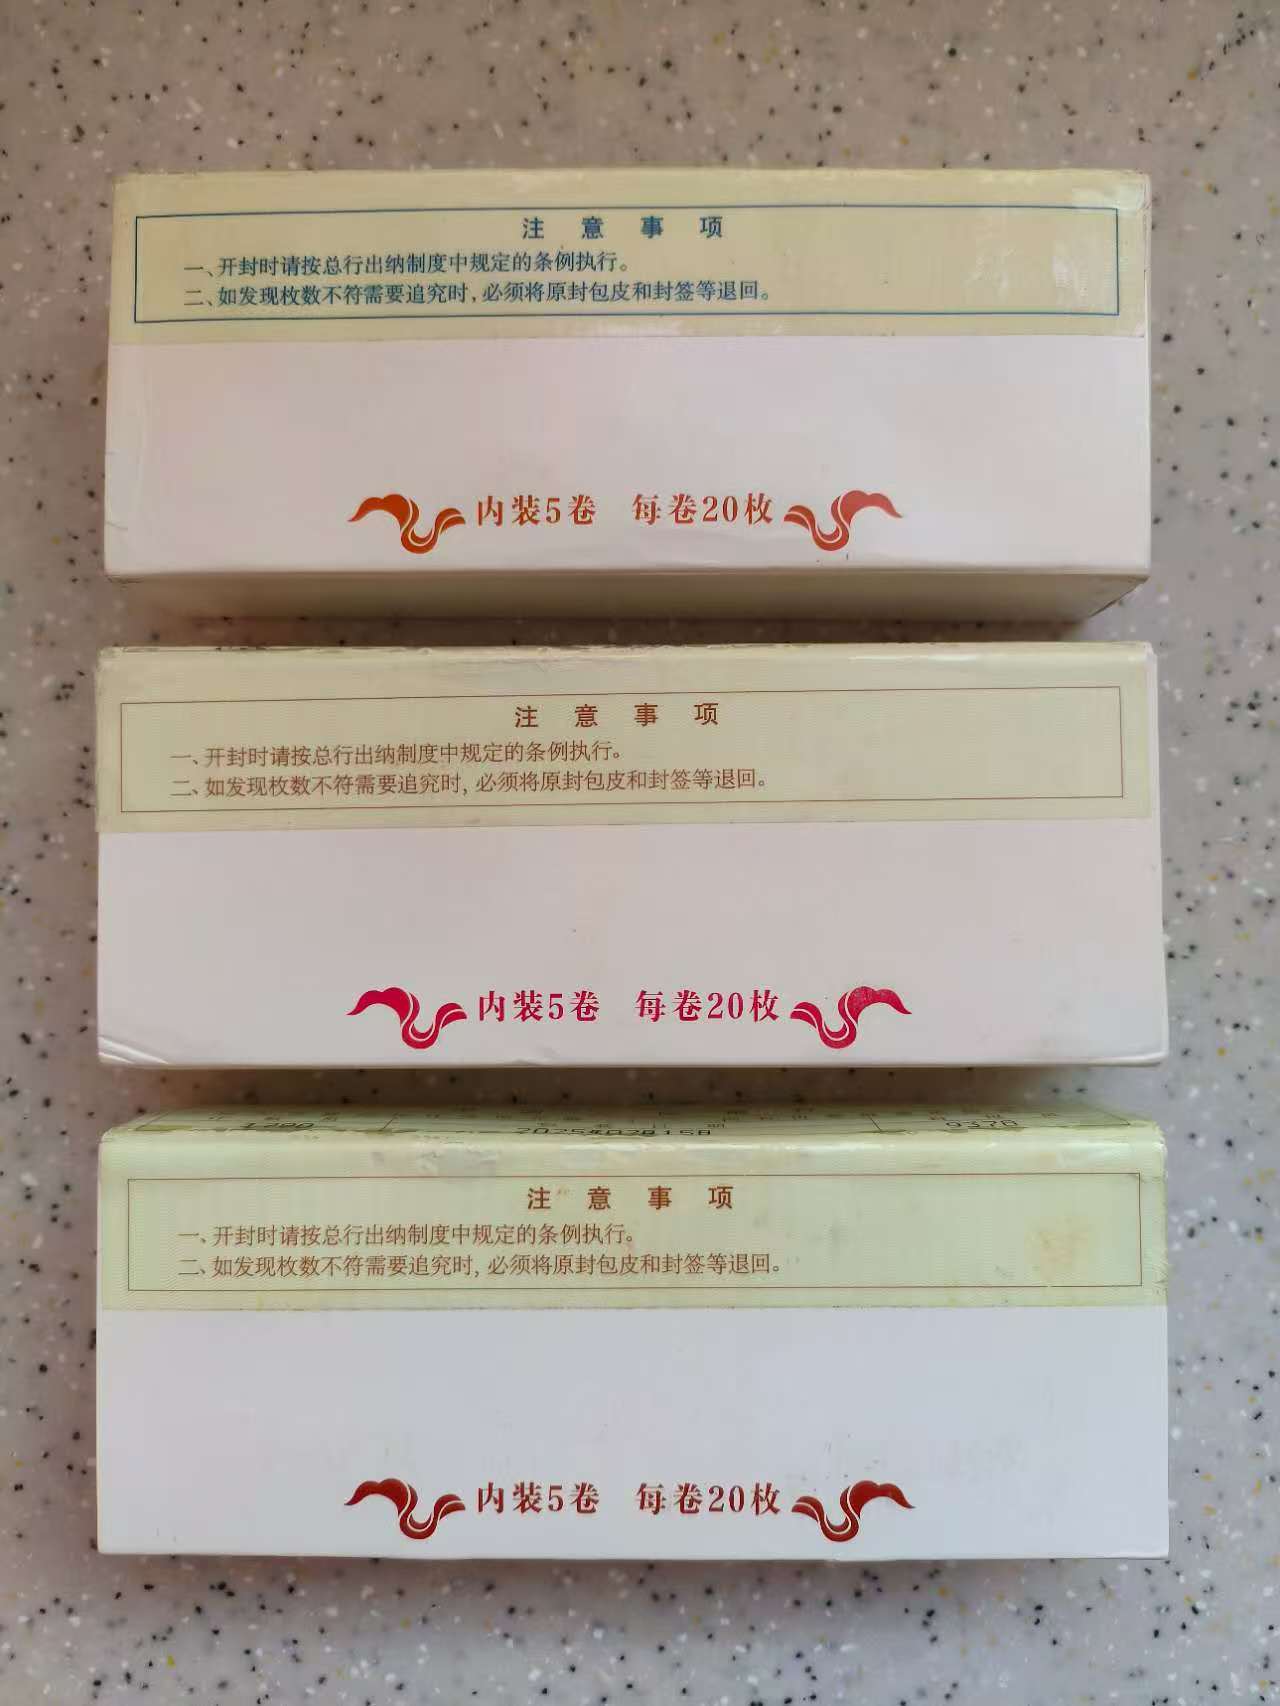 注意事项
一、开封时请按总行出纳制度中规定的条例执行。
二、如发现枚数不符需要追究时，必须将原封包皮和封签等退回。
内装5卷 每卷20枚
注意事项
一、开封时请按总行出纳制度中规定的条例执行。
二、如发现枚数不符需要追究时，必须将原封包皮和封签等退回。
内装5卷 每卷20枚
注意事项
一、开封时请按总行出纳制度中规定的条例执行。
二、如发现枚数不符需要追究时，必须将原封包皮和封签等退回。
内装5卷 每卷20枚